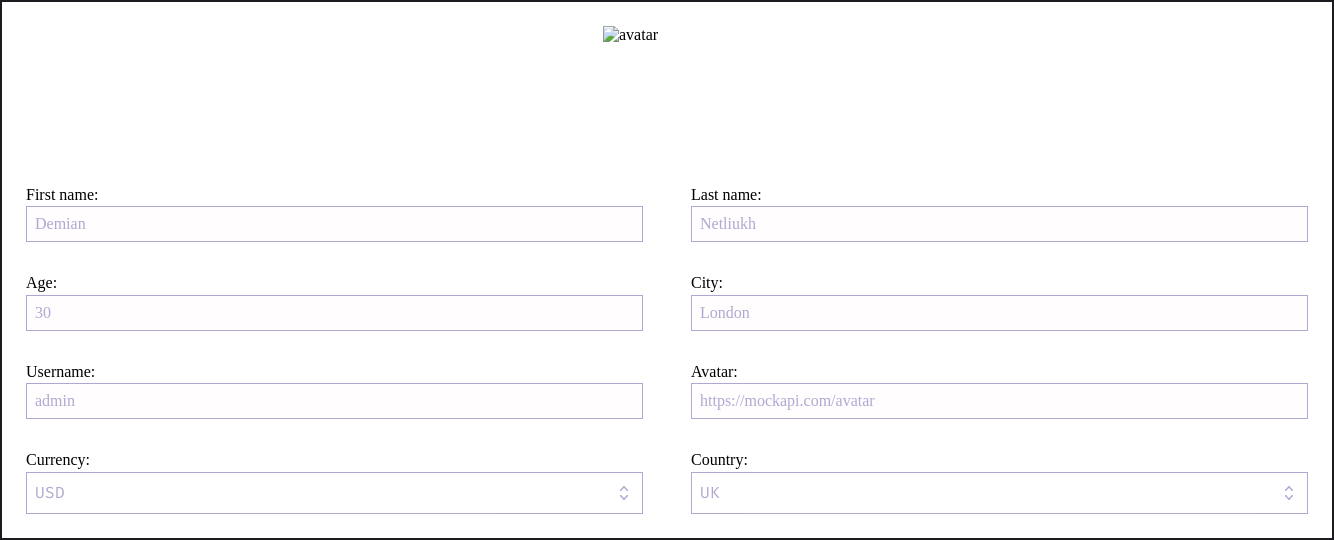 avatar
First name:
Last name:
Demian
Netliukh
Age:
City:
30
London
Username:
Avatar:
admin
https://mockapi.com/avatar
Currency:
Country:
USD
UK